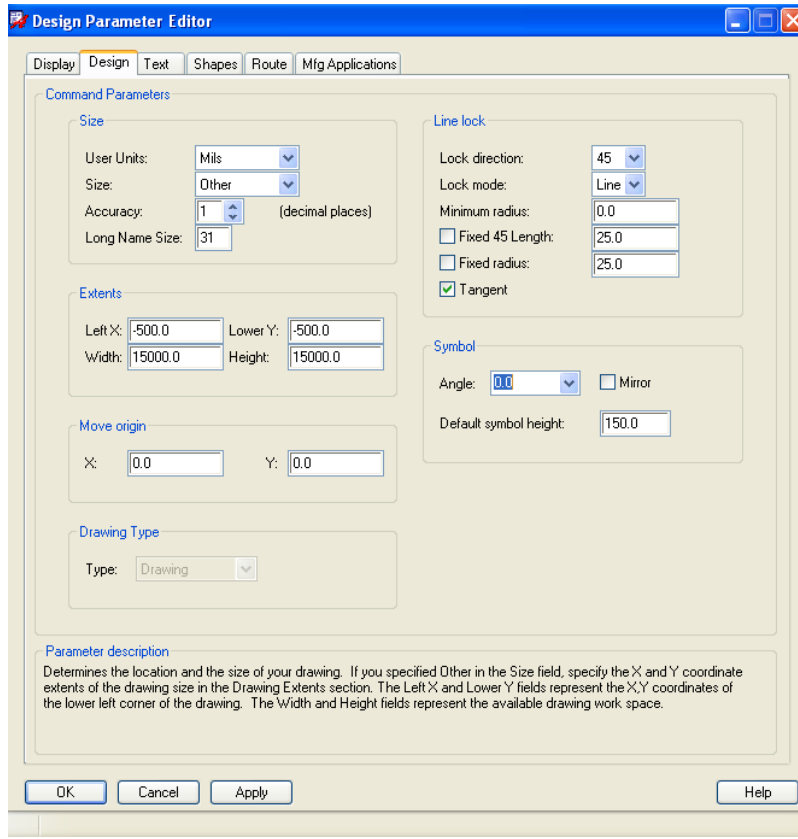 Design Parameter Editor
Display Design Text Shapes Route Mfg Applications
Command Parameters
Size
User Units: Mils
Size: Other
Accuracy: 1 (decimal places)
Long Name Size: 31
Extents
Left X: -500.0 Lower Y: -500.0
Width: 15000.0 Height: 15000.0
Move origin
X: 0.0 Y: 0.0
Drawing Type
Type: Drawing
Line lock
Lock direction: 45
Lock mode: Line
Minimum radius: 0.0
Fixed 45 Length: 25.0
Fixed radius: 25.0
Tangent
Symbol
Angle: 0.0 Mirror
Default symbol height: 150.0
Parameter description
Determines the location and the size of your drawing. If you specified Other in the Size field, specify the X and Y coordinate
extents of the drawing size in the Drawing Extents section. The Left X and Lower Y fields represent the X,Y coordinates of
the lower left corner of the drawing. The Width and Height fields represent the available drawing work space.
OK Cancel Apply Help